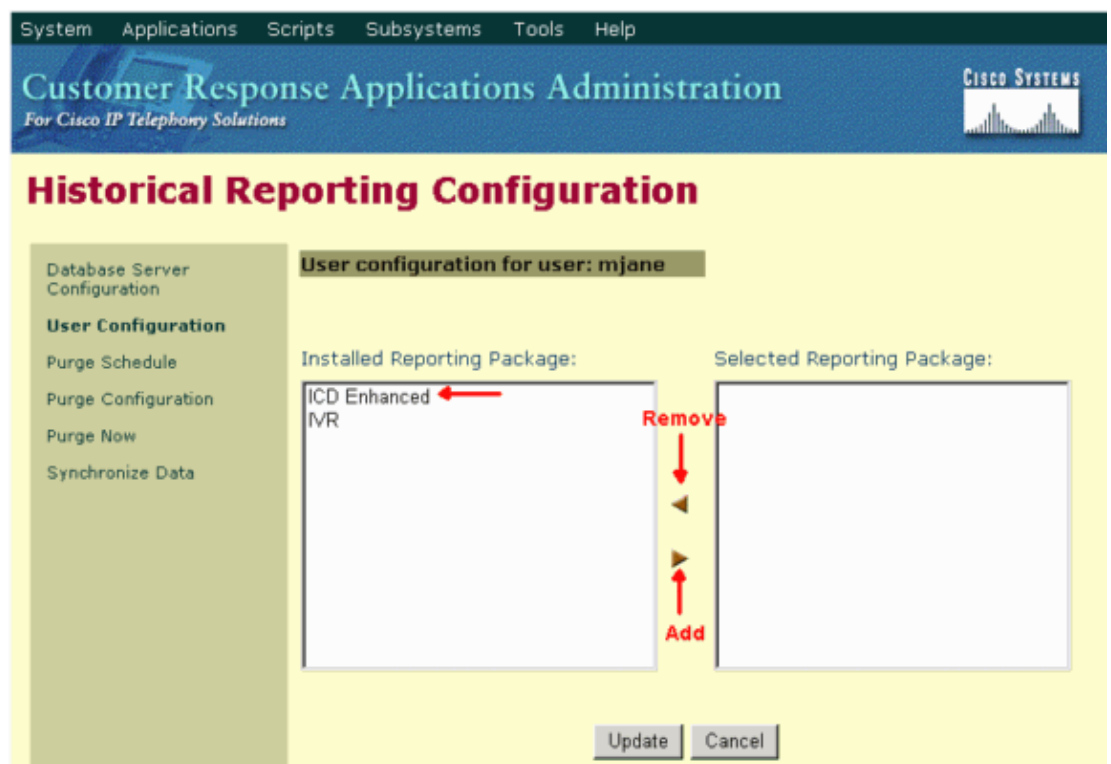 System Applications Scripts Subsystems Tools Help
Customer Response Applications Administration
For Cisco IP Telephony Solutions
CISCO SYSTEMS
Historical Reporting Configuration
Database Server
Configuration
User Configuration
Purge Schedule
Purge Configuration
Purge Now
Synchronize Data
User configuration for user: mjane
Installed Reporting Package:
ICD Enhanced
IVR
Remove
Add
Selected Reporting Package:
Update Cancel